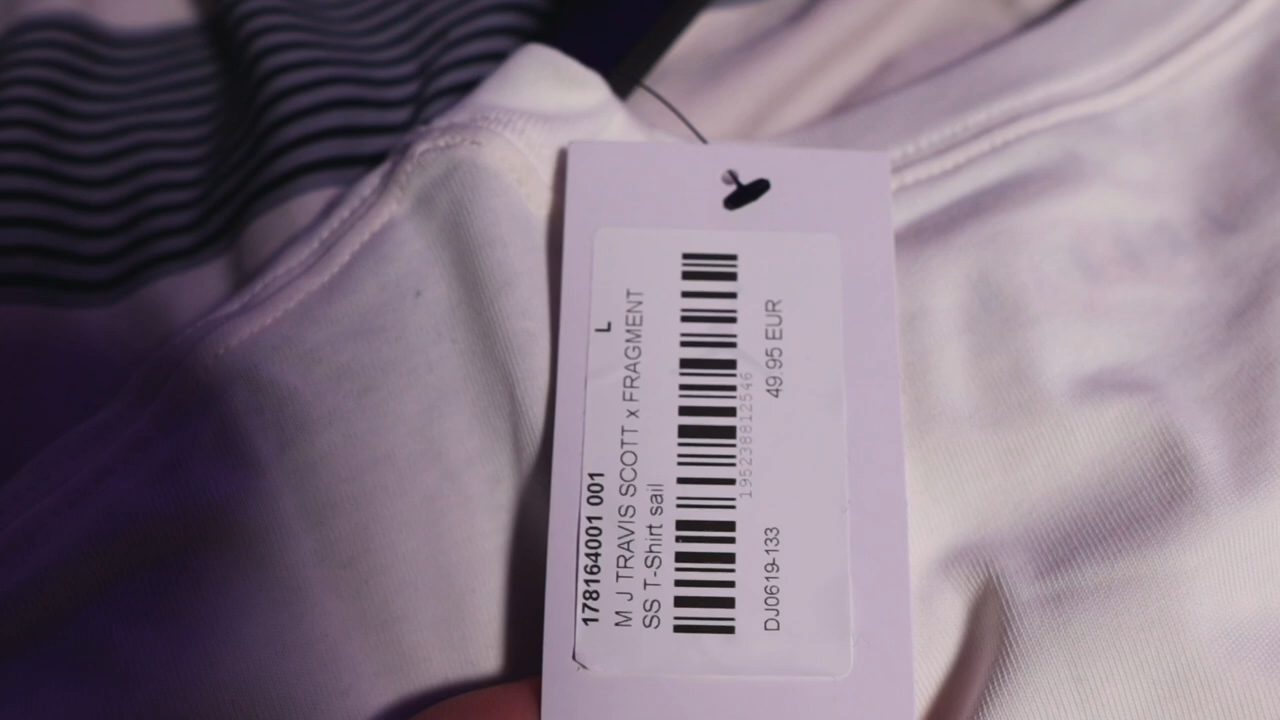 178164001 001 L
M J TRAVIS SCOTT x FRAGMENT
SS T-Shirt sail
195238812546
DJ0619-133 49.95 EUR